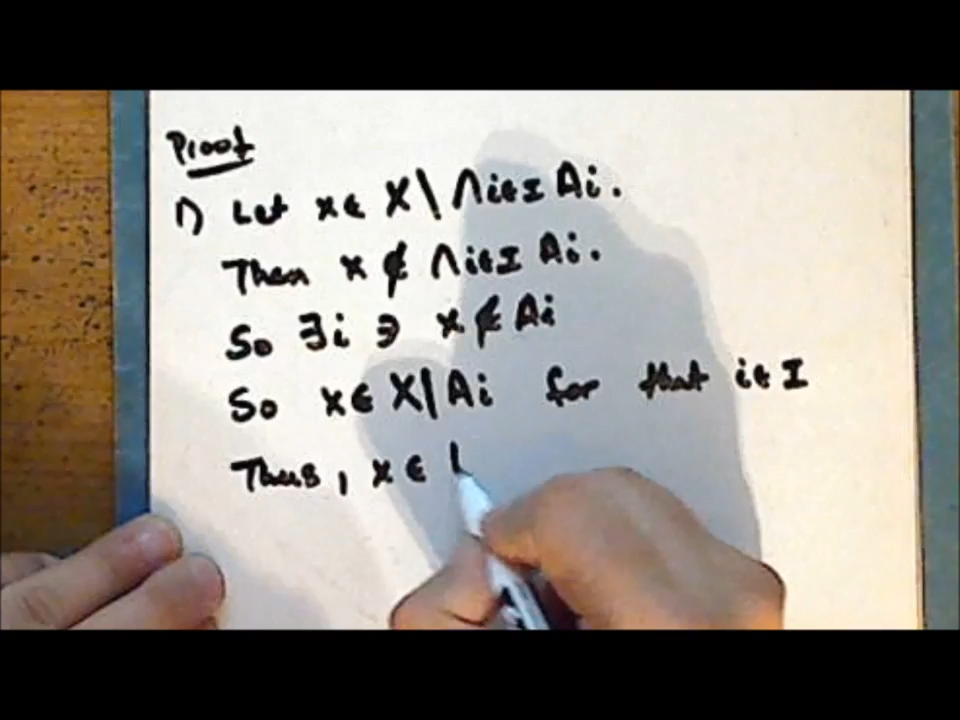 Proof
1) Let x ∈ X \ ∩i∈I Ai.
Then x ∉ ∩i∈I Ai.
So ∃i ∋ x ∉ Ai
So x ∈ X \ Ai for that i ∈ I
Thus, x ∈